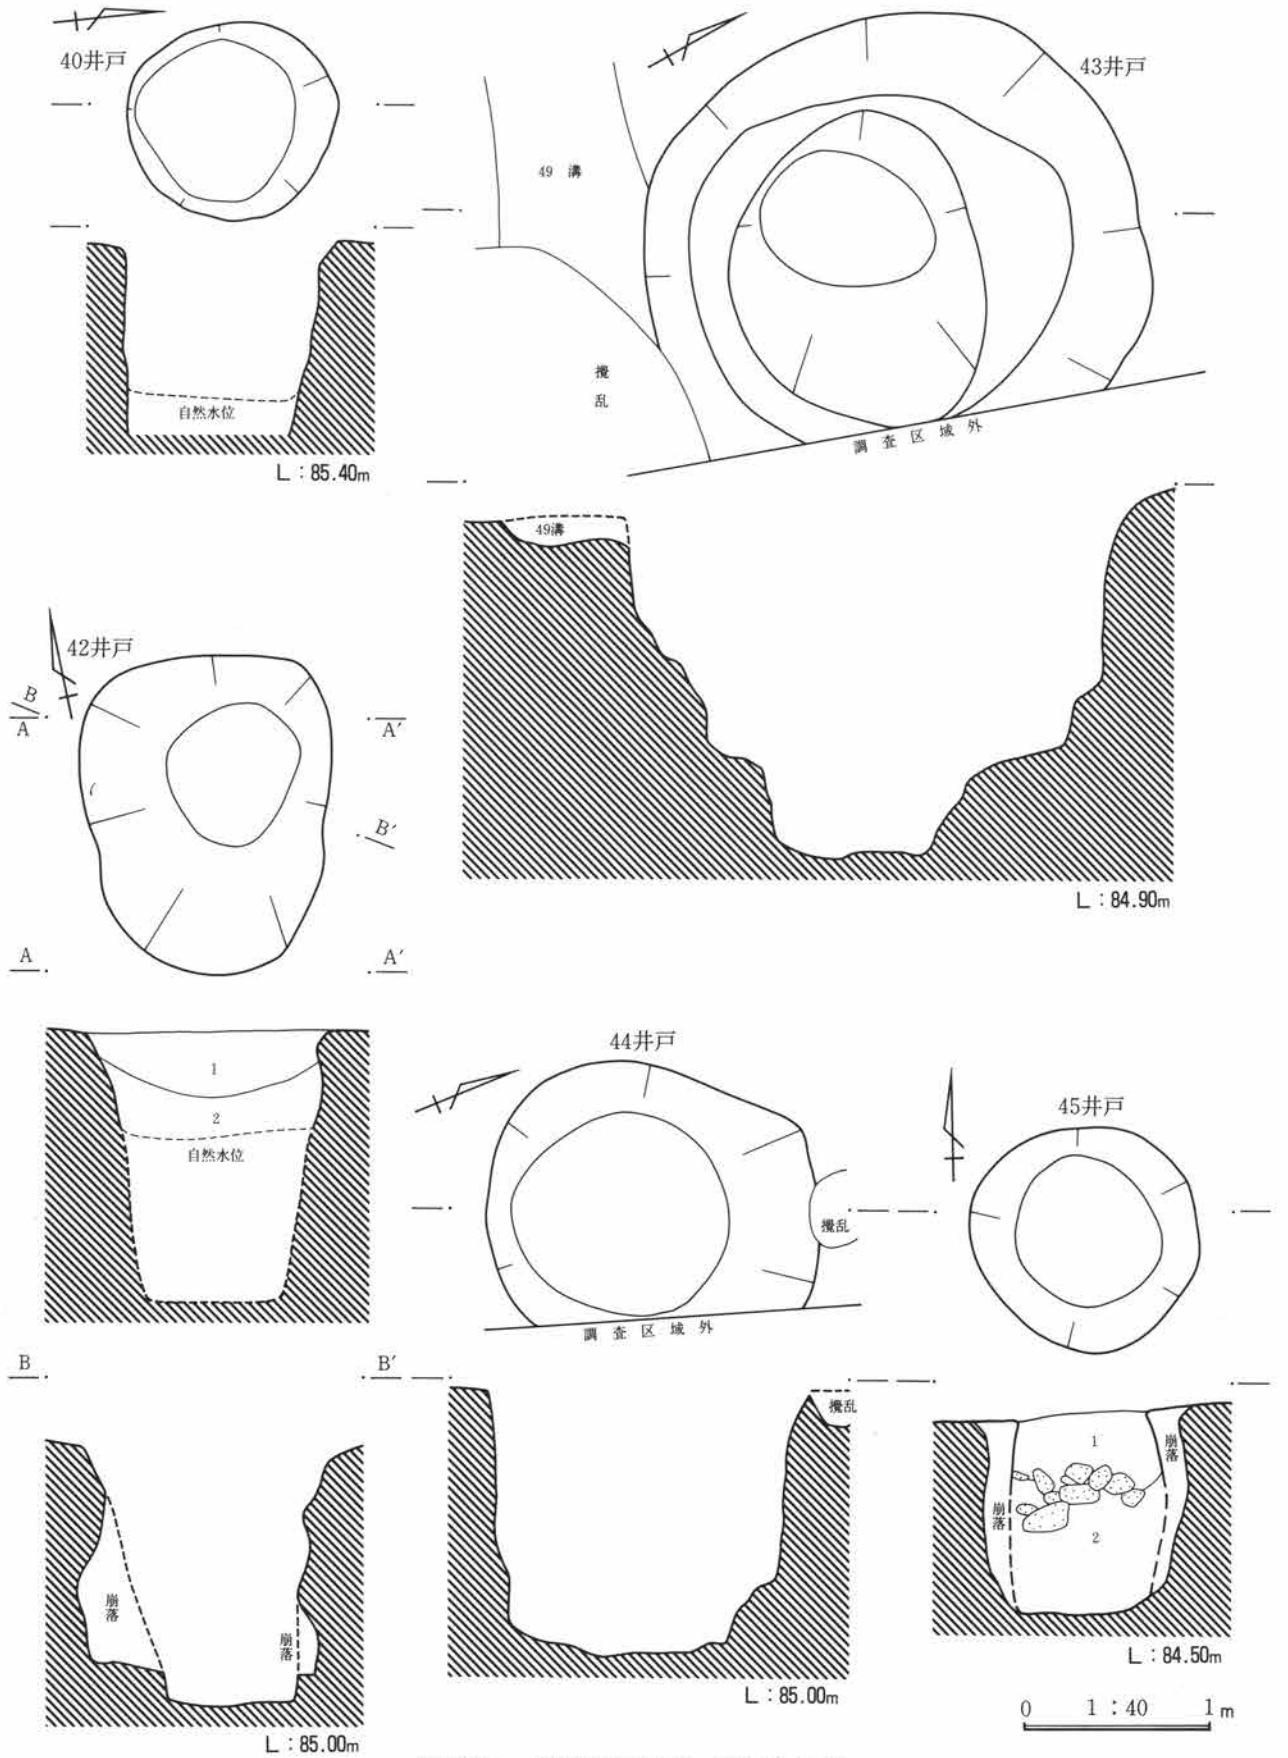 40井戸
自然水位
L：85.40m
43井戸
49 溝
攪乱
調査区域外
49溝
L：84.90m
42井戸
B
A
A′
B′
A
A′
1
2
自然水位
B
B′
崩落
崩落
L：85.00m
44井戸
攪乱
調査区域外
攪乱
L：85.00m
45井戸
1
崩落
崩落
2
L：84.50m
0 1：40 1m